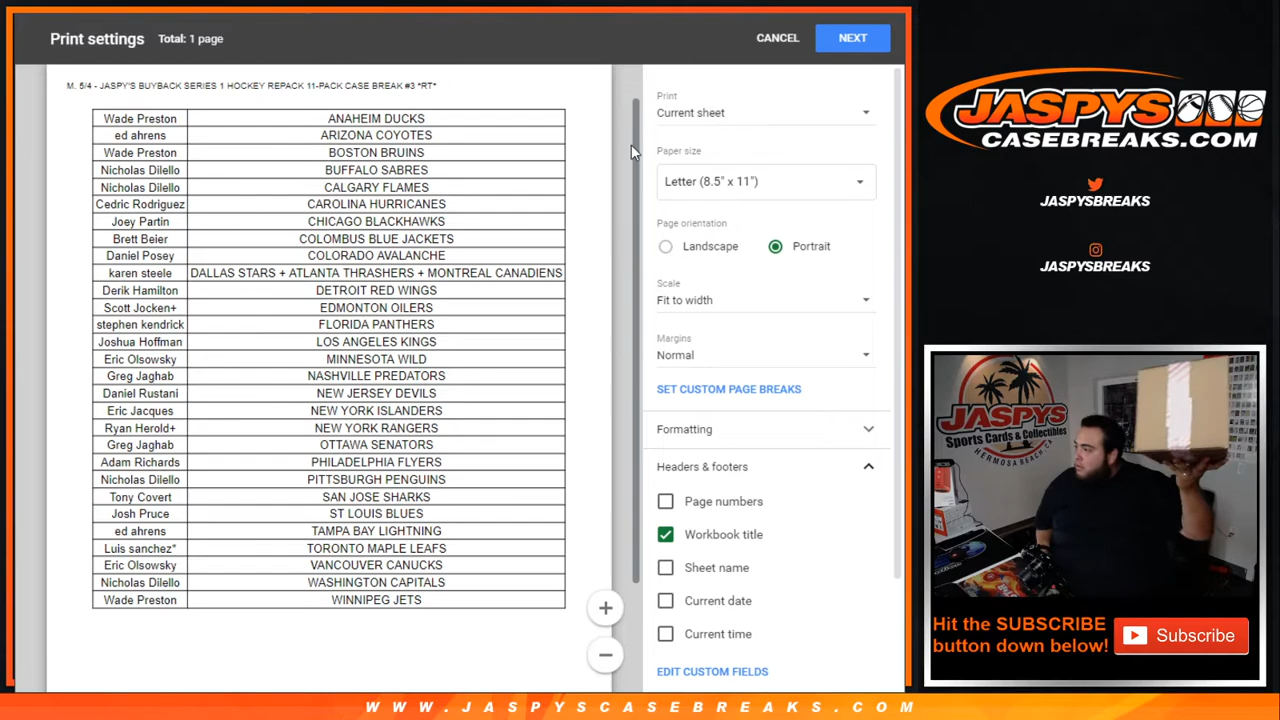 Print settings Total: 1 page CANCEL NEXT
M. 5/4 - JASPY'S BUYBACK SERIES 1 HOCKEY REPACK 11-PACK CASE BREAK #3 *RT*
Wade Preston ANAHEIM DUCKS
ed ahrens ARIZONA COYOTES
Wade Preston BOSTON BRUINS
Nicholas Dilello BUFFALO SABRES
Nicholas Dilello CALGARY FLAMES
Cedric Rodriguez CAROLINA HURRICANES
Joey Partin CHICAGO BLACKHAWKS
Brett Beier COLOMBUS BLUE JACKETS
Daniel Posey COLORADO AVALANCHE
karen steele DALLAS STARS + ATLANTA THRASHERS + MONTREAL CANADIENS
Derik Hamilton DETROIT RED WINGS
Scott Jocken+ EDMONTON OILERS
stephen kendrick FLORIDA PANTHERS
Joshua Hoffman LOS ANGELES KINGS
Eric Olsowsky MINNESOTA WILD
Greg Jaghab NASHVILLE PREDATORS
Daniel Rustani NEW JERSEY DEVILS
Eric Jacques NEW YORK ISLANDERS
Ryan Herold+ NEW YORK RANGERS
Greg Jaghab OTTAWA SENATORS
Adam Richards PHILADELPHIA FLYERS
Nicholas Dilello PITTSBURGH PENGUINS
Tony Covert SAN JOSE SHARKS
Josh Pruce ST LOUIS BLUES
ed ahrens TAMPA BAY LIGHTNING
Luis sanchez* TORONTO MAPLE LEAFS
Eric Olsowsky VANCOUVER CANUCKS
Nicholas Dilello WASHINGTON CAPITALS
Wade Preston WINNIPEG JETS
Print
Current sheet
Paper size
Letter (8.5" x 11")
Page orientation
Landscape Portrait
Scale
Fit to width
Margins
Normal
SET CUSTOM PAGE BREAKS
Formatting
Headers & footers
Page numbers
Workbook title
Sheet name
Current date
Current time
EDIT CUSTOM FIELDS
JASPYS
CASEBREAKS.COM
JASPYSBREAKS
JASPYSBREAKS
JASPYS
Sports Cards & Collectibles
HERMOSA BEACH, CA
Hit the SUBSCRIBE
button down below!
Subscribe
WWW.JASPYSCASEBREAKS.COM